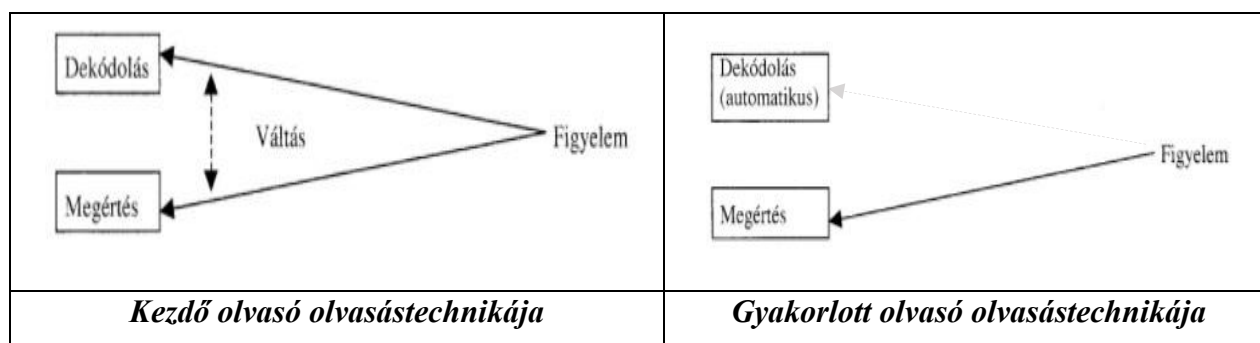 Dekódolás
Váltás
Figyelem
Megértés
Kezdő olvasó olvasástechnikája
Dekódolás
(automatikus)
Figyelem
Megértés
Gyakorlott olvasó olvasástechnikája